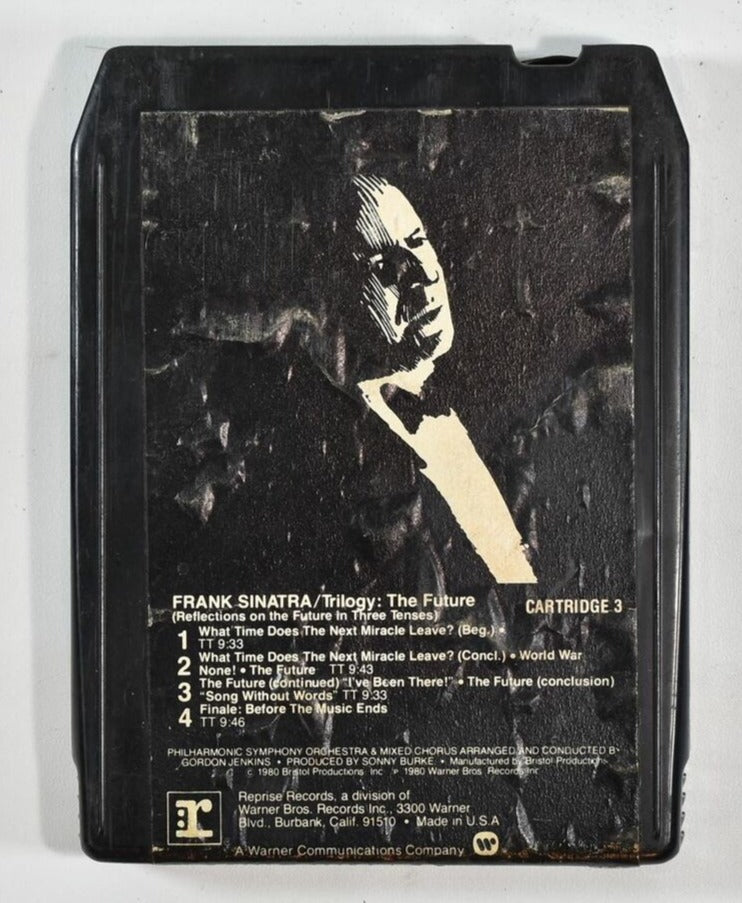 FRANK SINATRA/Trilogy: The Future
(Reflections on the Future In Three Tenses)
CARTRIDGE 3
1 What Time Does The Next Miracle Leave? (Beg.) •
TT 9:33
2 What Time Does The Next Miracle Leave? (Concl.) • World War
None! • The Future TT 9:43
3 The Future (continued) "I've Been There!" • The Future (conclusion)
"Song Without Words" TT 9:33
4 Finale: Before The Music Ends
TT 9:46
PHILHARMONIC SYMPHONY ORCHESTRA & MIXED CHORUS ARRANGED AND CONDUCTED BY
GORDON JENKINS • PRODUCED BY SONNY BURKE • Manufactured by Bristol Productions
c 1980 Bristol Productions Inc P 1980 Warner Bros. Records Inc
r
Reprise Records, a division of
Warner Bros. Records Inc., 3300 Warner
Blvd., Burbank, Calif. 91510 • Made in U.S.A
A Warner Communications Company